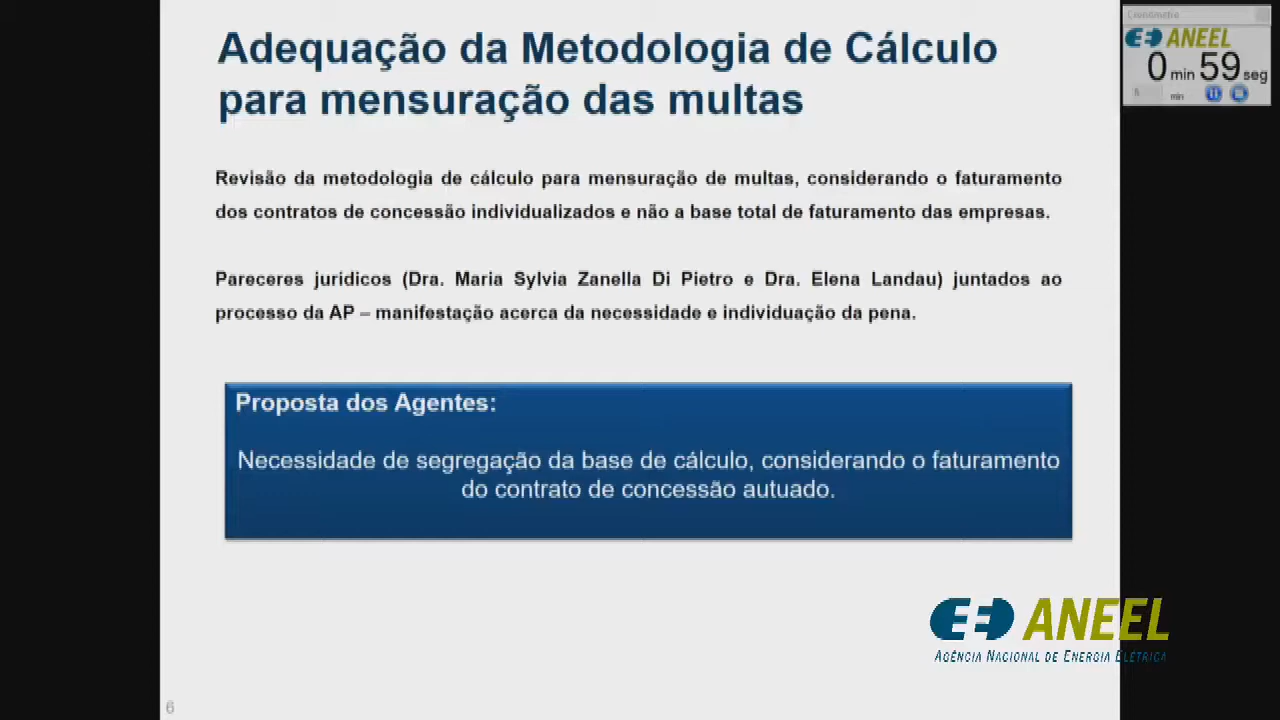 Adequação da Metodologia de Cálculo
para mensuração das multas
Cronômetro
ANEEL
0 min 59 seg
min
Revisão da metodologia de cálculo para mensuração de multas, considerando o faturamento
dos contratos de concessão individualizados e não a base total de faturamento das empresas.
Pareceres jurídicos (Dra. Maria Sylvia Zanella Di Pietro e Dra. Elena Landau) juntados ao
processo da AP – manifestação acerca da necessidade e individuação da pena.
Proposta dos Agentes:
Necessidade de segregação da base de cálculo, considerando o faturamento
do contrato de concessão autuado.
ANEEL
AGÊNCIA NACIONAL DE ENERGIA ELÉTRICA
6